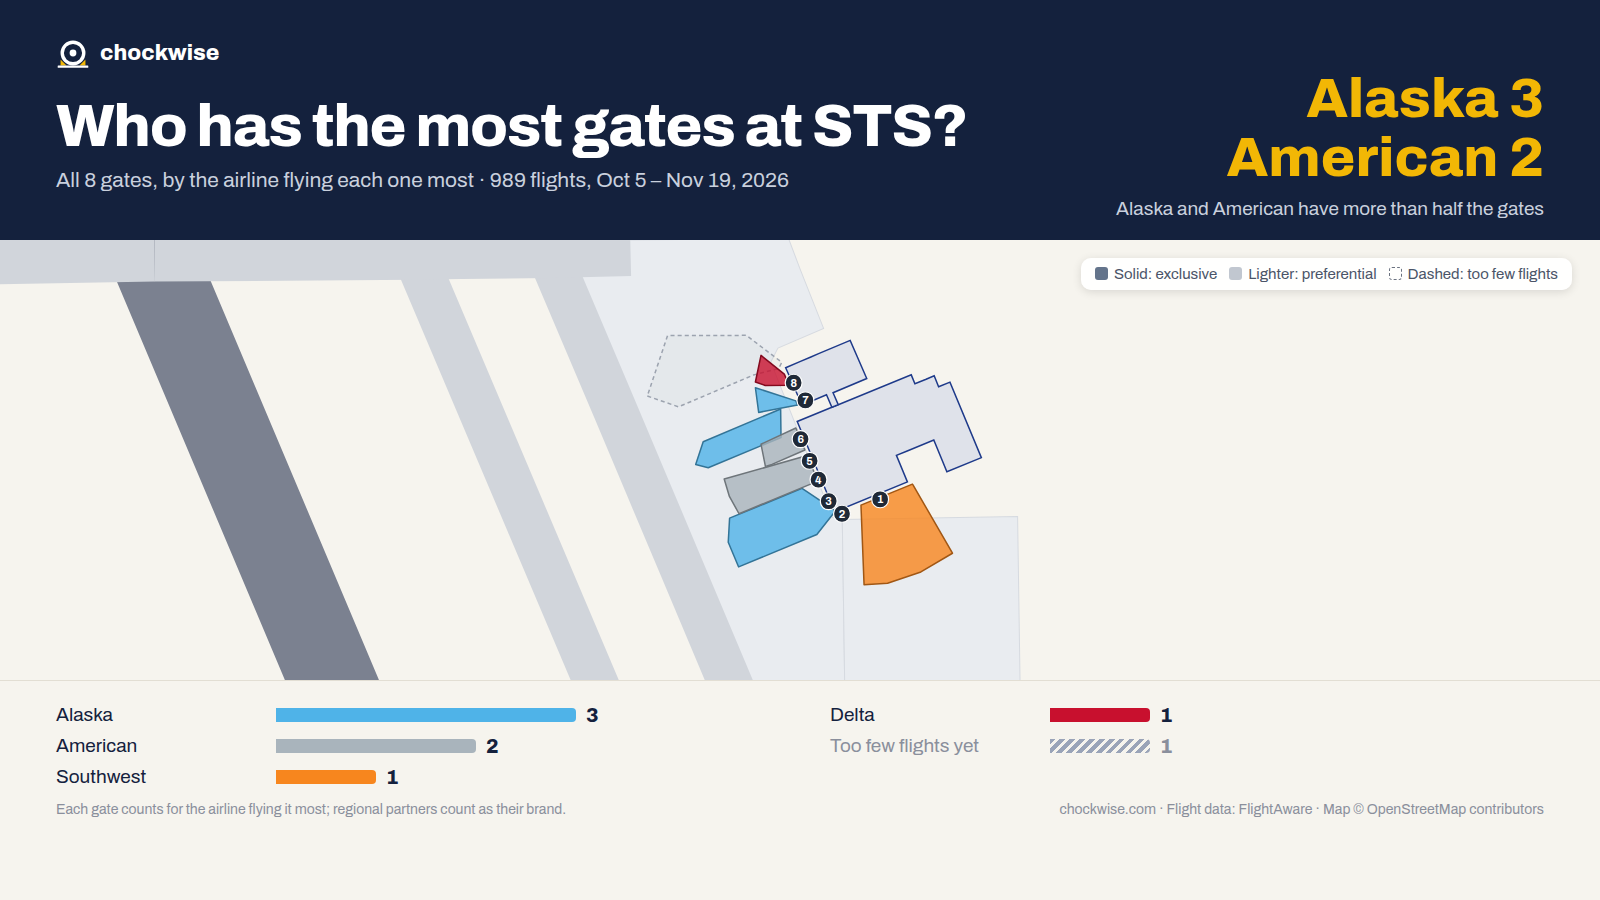 chockwise
Who has the most gates at STS?
All 8 gates, by the airline flying each one most · 989 flights, Oct 5 – Nov 19, 2026
Alaska 3
American 2
Alaska and American have more than half the gates
Solid: exclusive Lighter: preferential Dashed: too few flights
8
7
6
5
4
3
2
1
Alaska 3
American 2
Southwest 1
Delta 1
Too few flights yet 1
Each gate counts for the airline flying it most; regional partners count as their brand.
chockwise.com · Flight data: FlightAware · Map © OpenStreetMap contributors